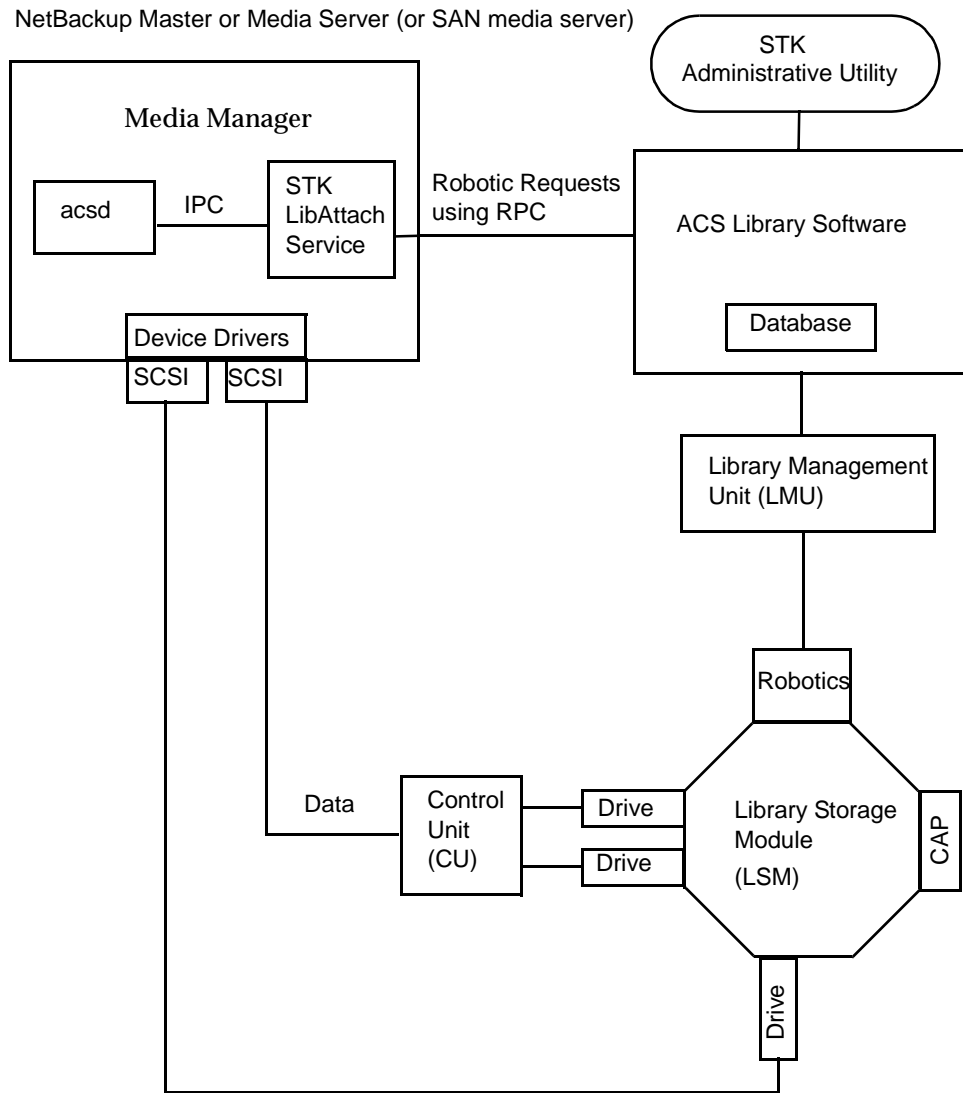 NetBackup Master or Media Server (or SAN media server)
STK
Administrative Utility
Media Manager
acsd
IPC
STK
LibAttach
Service
Robotic Requests
using RPC
ACS Library Software
Database
Device Drivers
SCSI
SCSI
Library Management
Unit (LMU)
Robotics
Data
Control
Unit
(CU)
Drive
Drive
Library Storage
Module
(LSM)
CAP
Drive